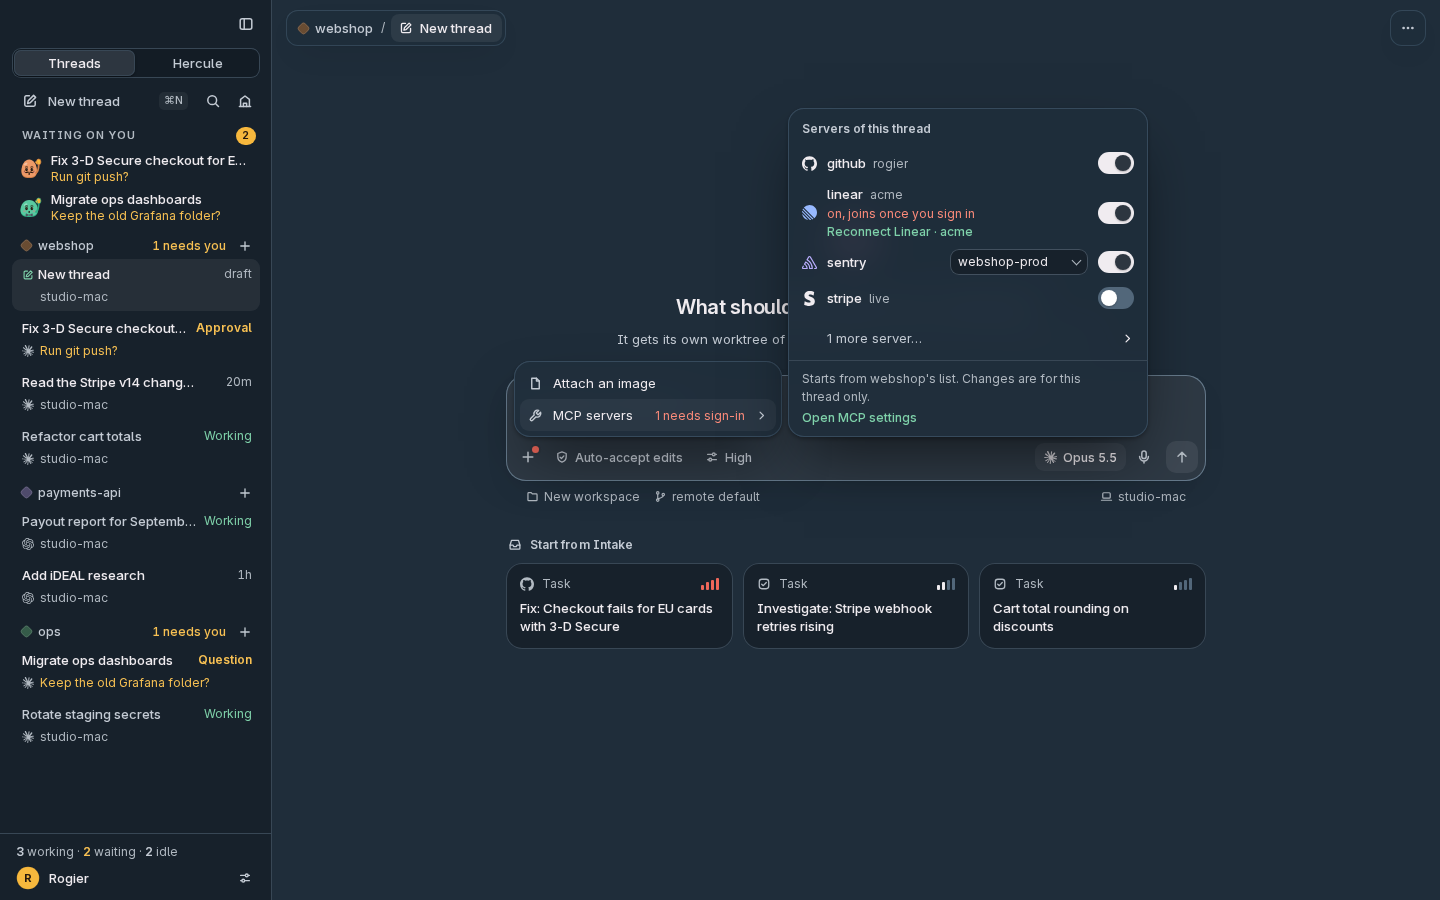 Threads
Hercule
New thread
⌘N
WAITING ON YOU
2
Fix 3-D Secure checkout for E…
Run git push?
Migrate ops dashboards
Keep the old Grafana folder?
webshop
1 needs you
New thread
draft
studio-mac
Fix 3-D Secure checkout…
Approval
Run git push?
Read the Stripe v14 chang…
20m
studio-mac
Refactor cart totals
Working
studio-mac
payments-api
Payout report for Septemb…
Working
studio-mac
Add iDEAL research
1h
studio-mac
ops
1 needs you
Migrate ops dashboards
Question
Keep the old Grafana folder?
Rotate staging secrets
Working
studio-mac
3 working · 2 waiting · 2 idle
R
Rogier
webshop / New thread
What should
It gets its own worktree of
Servers of this thread
github rogier
linear acme
on, joins once you sign in
Reconnect Linear · acme
sentry
webshop-prod
stripe live
1 more server…
Starts from webshop's list. Changes are for this
thread only.
Open MCP settings
Attach an image
MCP servers
1 needs sign-in
Auto-accept edits
High
Opus 5.5
New workspace
remote default
studio-mac
Start from Intake
Task
Fix: Checkout fails for EU cards
with 3-D Secure
Task
Investigate: Stripe webhook
retries rising
Task
Cart total rounding on
discounts